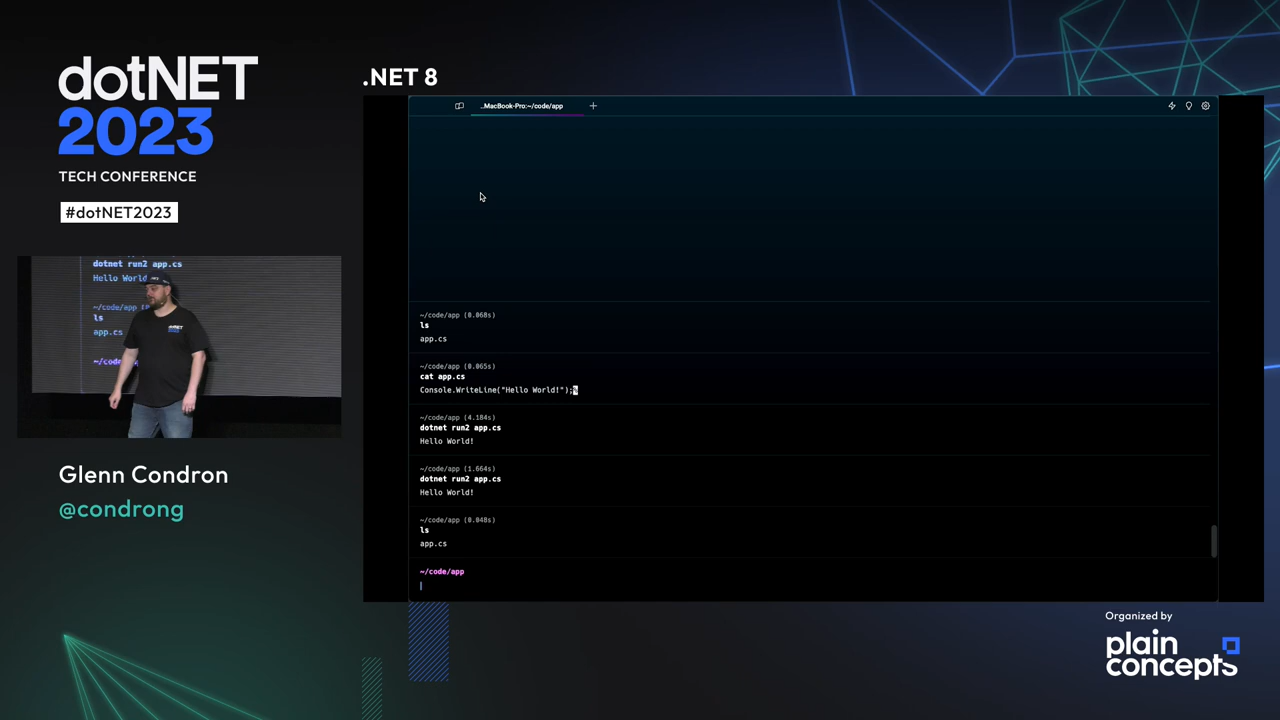 dotNET
2023
TECH CONFERENCE
#dotNET2023
dotnet run2 app.cs
Hello World
~/code/app
ls
app.cs
Glenn Condron
@condrong
.NET 8
..MacBook-Pro:~/code/app
~/code/app (0.068s)
ls
app.cs
~/code/app (0.065s)
cat app.cs
Console.WriteLine("Hello World!");%
~/code/app (4.184s)
dotnet run2 app.cs
Hello World!
~/code/app (1.664s)
dotnet run2 app.cs
Hello World!
~/code/app (0.048s)
ls
app.cs
~/code/app
Organized by
plain
concepts